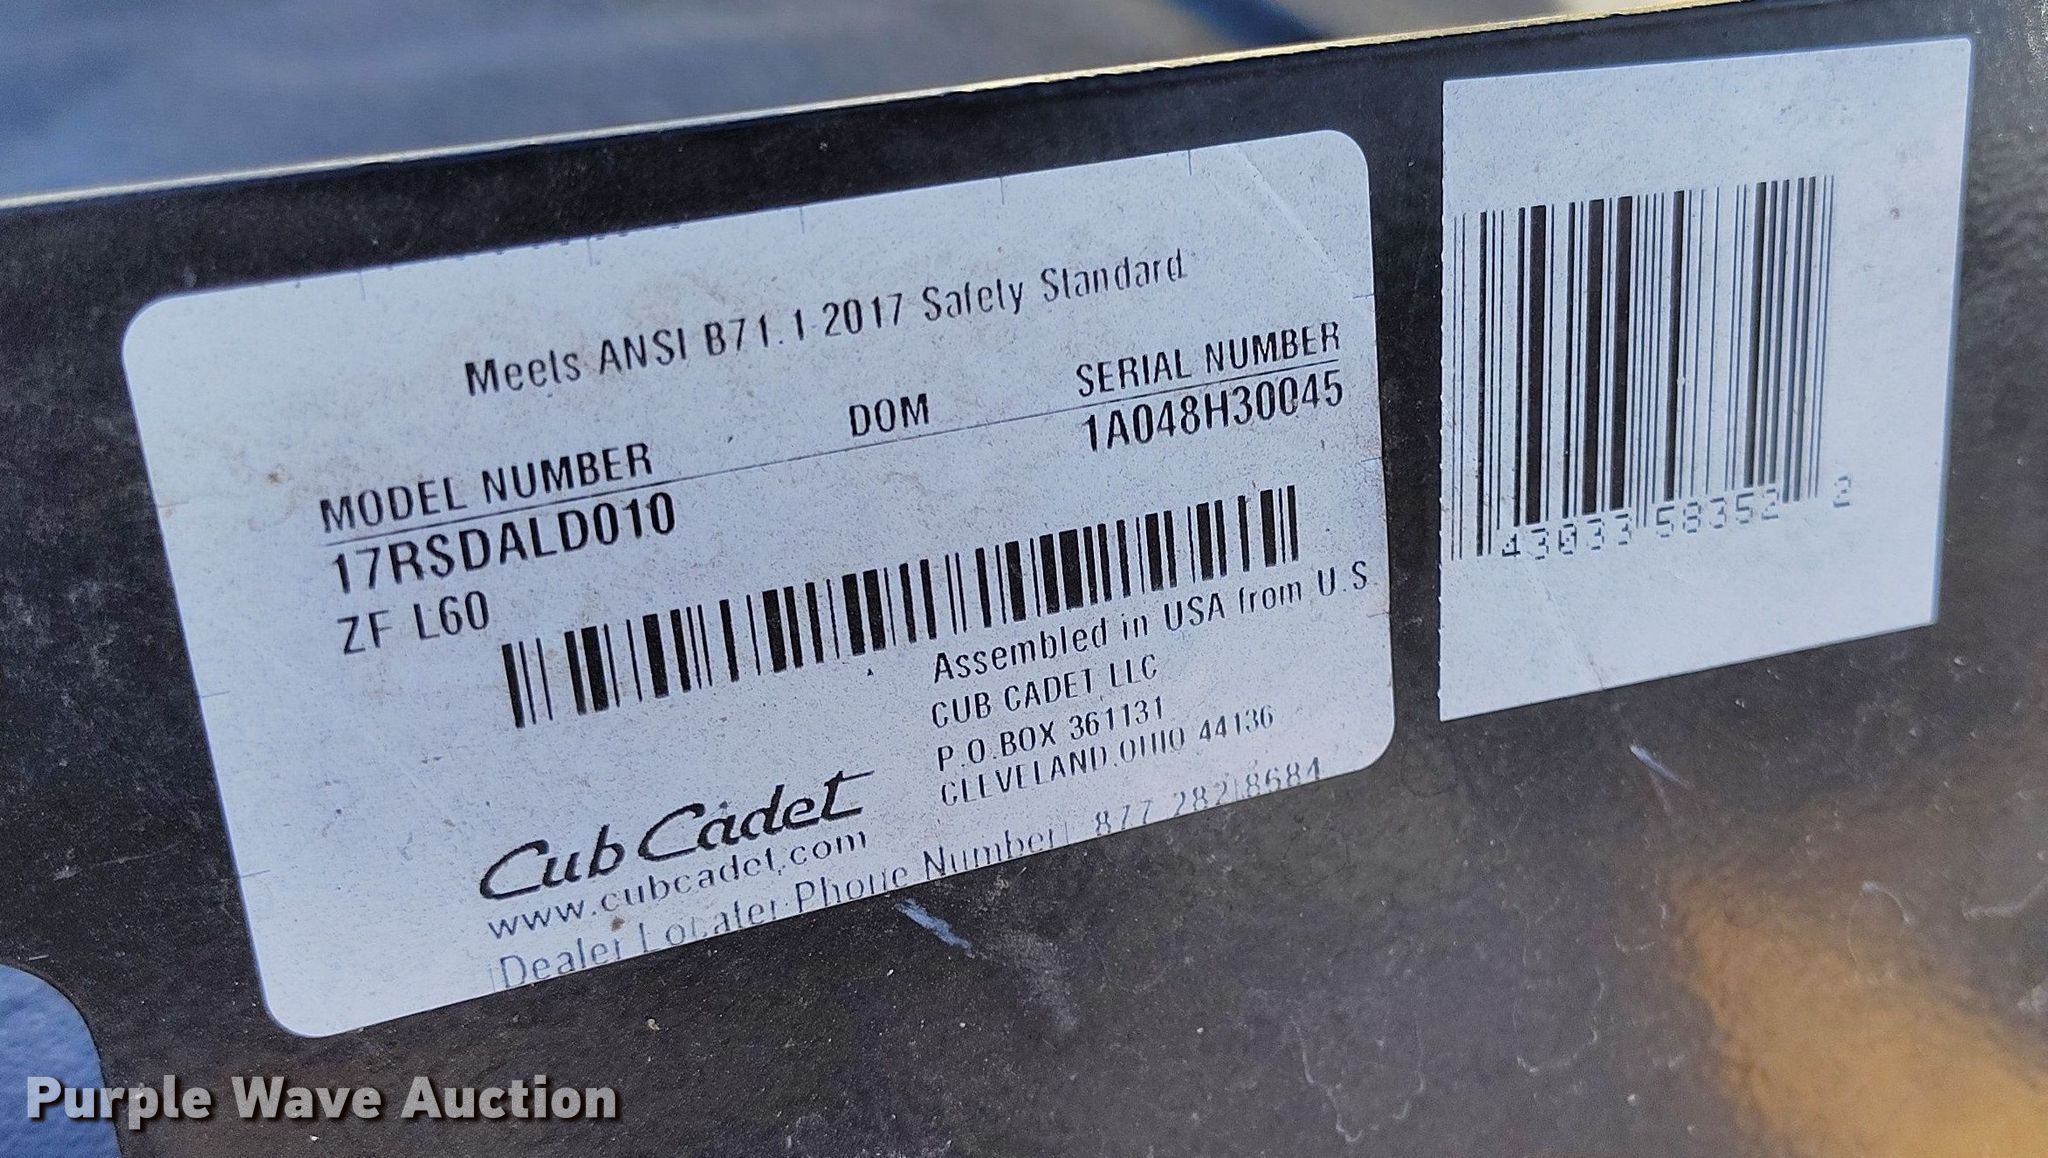 Meets ANSI B71.1-2017 Safety Standard
MODEL NUMBER DOM SERIAL NUMBER
17RSDALD010 1A048H30045
ZF L60
Assembled in USA from U.S
CUB CADET LLC
P.O.BOX 361131
CLEVELAND.OHIO 44136
Cub Cadet
www.cubcadet.com
Dealer Locater Phone Number 877 282 8684
43033 58352 2
Purple Wave Auction